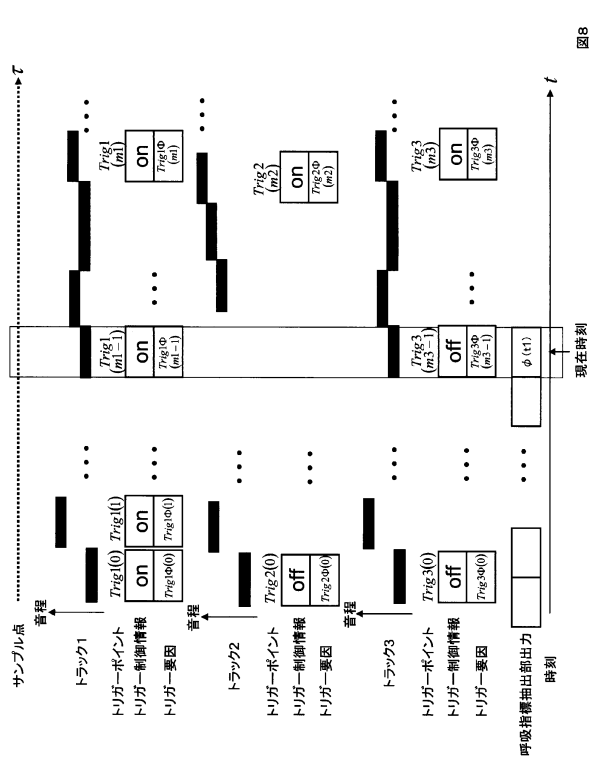 サンプル点
τ
音程
トラック1
・・・
・・・
トリガーポイント
Trig1(0)
Trig1(1)
Trig1
(m1−1)
Trig1
(m1)
トリガー制御情報
on
on
・・・
on
・・・
on
トリガー要因
Trig1Φ(0)
Trig1Φ(1)
Trig1Φ
(m1−1)
Trig1Φ
(m1)
音程
トラック2
・・・
・・・
トリガーポイント
Trig2(0)
Trig2
(m2)
トリガー制御情報
off
・・・
on
トリガー要因
Trig2Φ(0)
Trig2Φ
(m2)
音程
トラック3
・・・
・・・
トリガーポイント
Trig3(0)
Trig3
(m3−1)
Trig3
(m3)
トリガー制御情報
off
・・・
off
・・・
on
トリガー要因
Trig3Φ(0)
Trig3Φ
(m3−1)
Trig3Φ
(m3)
呼吸指標抽出部出力
・・・
φ(t1)
時刻
t
現在時刻
図8